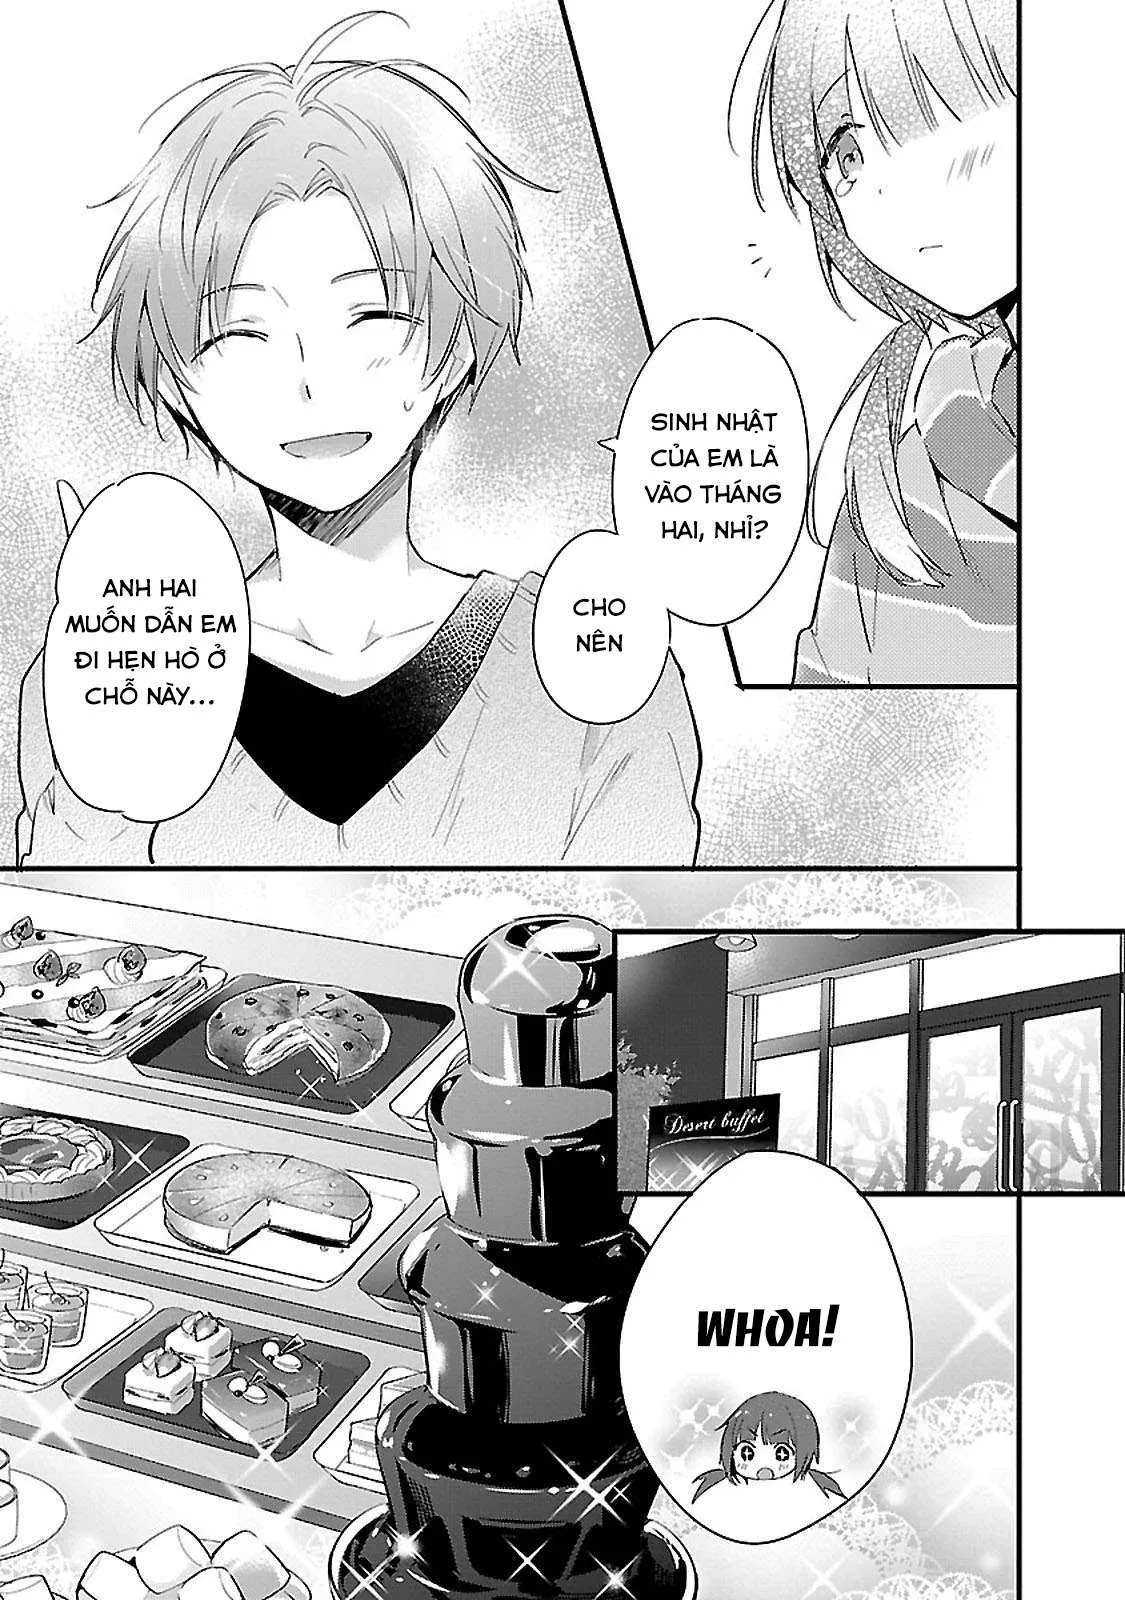 SINH NHẬT
CỦA EM LÀ
VÀO THÁNG
HAI, NHỈ?
CHO
NÊN
ANH HAI
MUỐN DẪN EM
ĐI HẸN HÒ Ở
CHỖ NÀY...
Desert buffet
WHOA!